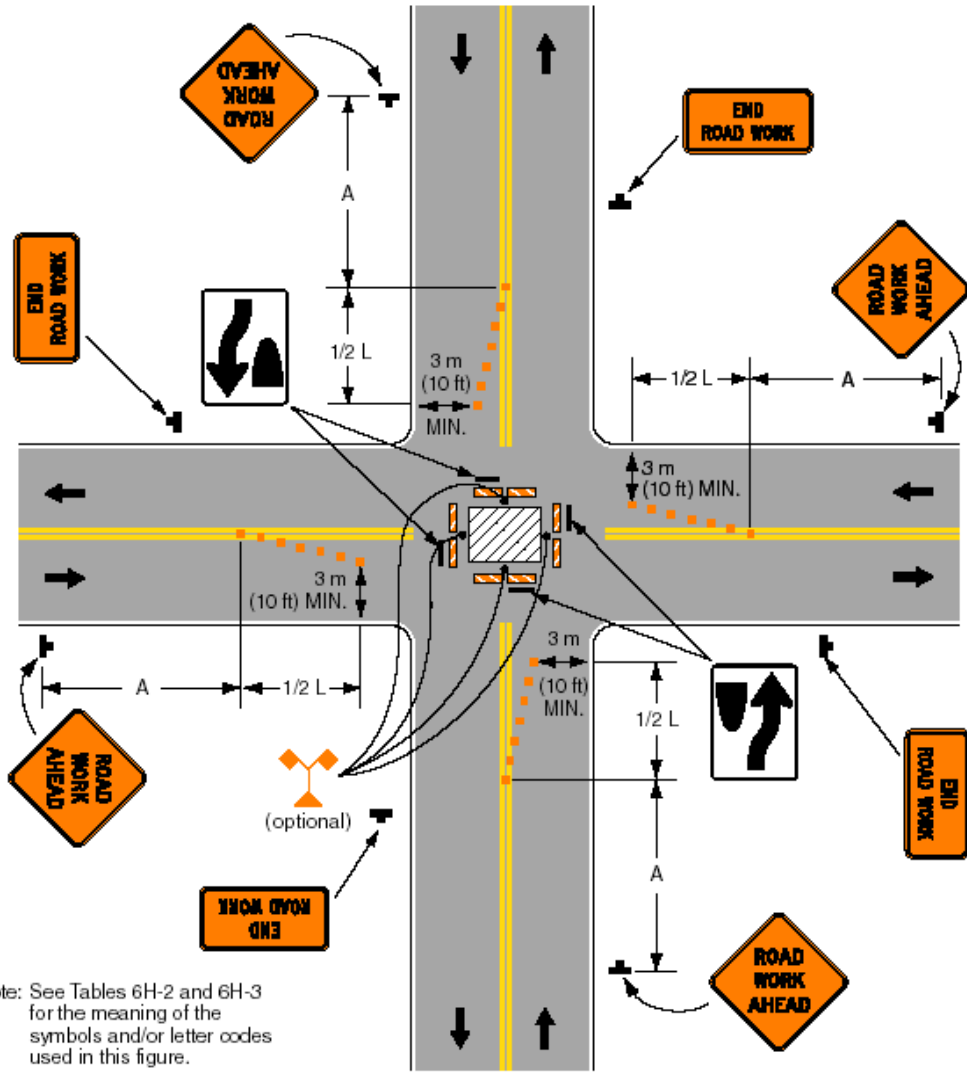 ROAD
WORK
AHEAD
END
ROAD WORK
A
END
ROAD WORK
ROAD
WORK
AHEAD
1/2 L
3 m
(10 ft)
MIN.
1/2 L
A
3 m
(10 ft) MIN.
3 m
(10 ft) MIN.
3 m
(10 ft)
MIN.
A
1/2 L
1/2 L
ROAD
WORK
AHEAD
END
ROAD WORK
(optional)
A
END
ROAD WORK
ROAD
WORK
AHEAD
te: See Tables 6H-2 and 6H-3
for the meaning of the
symbols and/or letter codes
used in this figure.